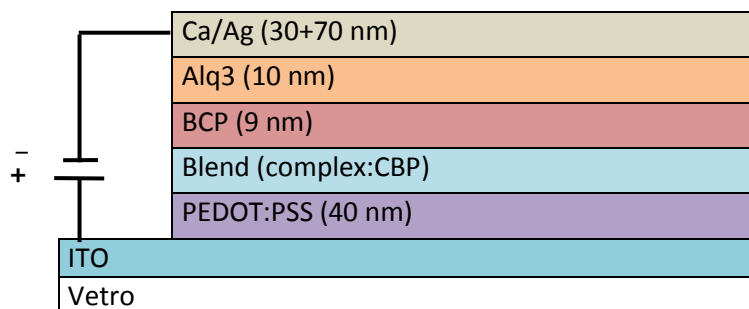 Ca/Ag (30+70 nm)
Alq3 (10 nm)
BCP (9 nm)
−
+
Blend (complex:CBP)
PEDOT:PSS (40 nm)
ITO
Vetro